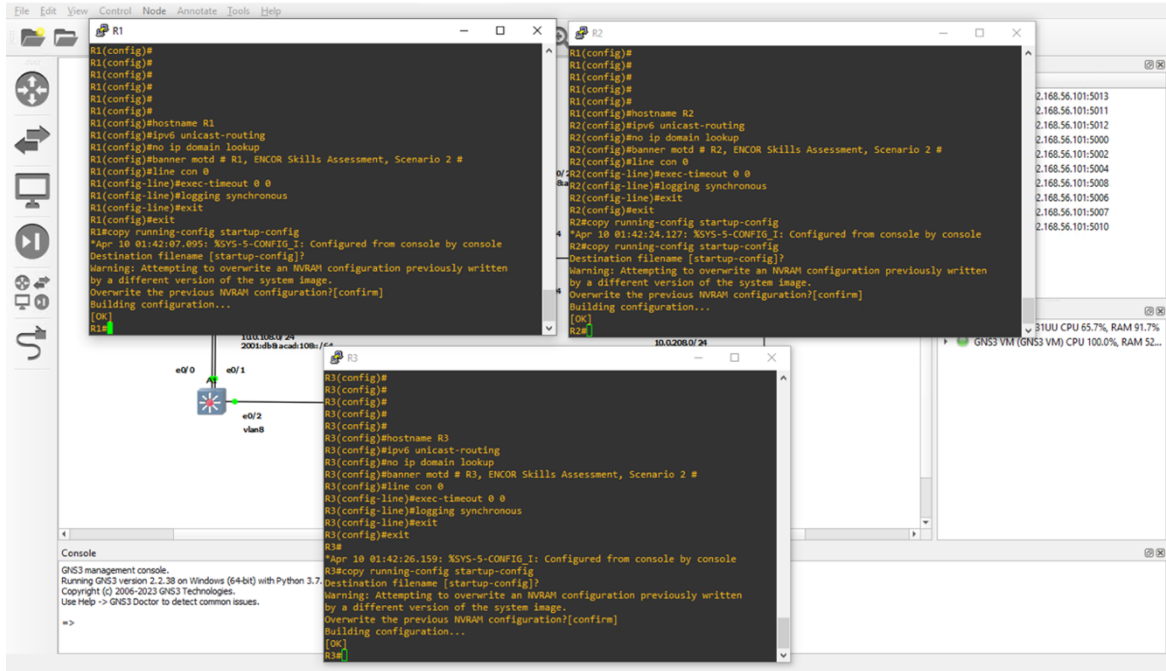 File Edit View Control Node Annotate Tools Help
R1
R1(config)#
R1(config)#
R1(config)#
R1(config)#
R1(config)#
R1(config)#
R1(config)#hostname R1
R1(config)#ipv6 unicast-routing
R1(config)#no ip domain lookup
R1(config)#banner motd # R1, ENCOR Skills Assessment, Scenario 2 #
R1(config)#line con 0
R1(config-line)#exec-timeout 0 0
R1(config-line)#logging synchronous
R1(config-line)#exit
R1(config)#exit
R1#copy running-config startup-config
*Apr 10 01:42:07.095: %SYS-5-CONFIG_I: Configured from console by console
Destination filename [startup-config]?
Warning: Attempting to overwrite an NVRAM configuration previously written
by a different version of the system image.
Overwrite the previous NVRAM configuration?[confirm]
Building configuration...
[OK]
R1#
R2
R1(config)#
R1(config)#
R1(config)#
R1(config)#
R1(config)#
R1(config)#hostname R2
R2(config)#ipv6 unicast-routing
R2(config)#no ip domain lookup
R2(config)#banner motd # R2, ENCOR Skills Assessment, Scenario 2 #
R2(config)#line con 0
R2(config-line)#exec-timeout 0 0
R2(config-line)#logging synchronous
R2(config-line)#exit
R2(config)#exit
R2#copy running-config startup-config
*Apr 10 01:42:24.127: %SYS-5-CONFIG_I: Configured from console by console
R2#copy running-config startup-config
Destination filename [startup-config]?
Warning: Attempting to overwrite an NVRAM configuration previously written
by a different version of the system image.
Overwrite the previous NVRAM configuration?[confirm]
Building configuration...
[OK]
R2#
2.168.56.101:5013
2.168.56.101:5011
2.168.56.101:5012
2.168.56.101:5000
2.168.56.101:5002
2.168.56.101:5004
2.168.56.101:5008
2.168.56.101:5006
2.168.56.101:5007
2.168.56.101:5010
31UU CPU 65.7%, RAM 91.7%
GNS3 VM (GNS3 VM) CPU 100.0%, RAM 52...
10.0.108.0/24
2001:db8:acad:108::/64
10.0.208.0/24
e0/0
e0/1
A1
e0/2
vlan8
R3
R3(config)#
R3(config)#
R3(config)#
R3(config)#
R3(config)#
R3(config)#hostname R3
R3(config)#ipv6 unicast-routing
R3(config)#no ip domain lookup
R3(config)#banner motd # R3, ENCOR Skills Assessment, Scenario 2 #
R3(config)#line con 0
R3(config-line)#exec-timeout 0 0
R3(config-line)#logging synchronous
R3(config-line)#exit
R3(config)#exit
R3#
*Apr 10 01:42:26.159: %SYS-5-CONFIG_I: Configured from console by console
R3#copy running-config startup-config
Destination filename [startup-config]?
Warning: Attempting to overwrite an NVRAM configuration previously written
by a different version of the system image.
Overwrite the previous NVRAM configuration?[confirm]
Building configuration...
[OK]
R3#
Console
GNS3 management console.
Running GNS3 version 2.2.38 on Windows (64-bit) with Python 3.7.
Copyright (c) 2006-2023 GNS3 Technologies.
Use Help -> GNS3 Doctor to detect common issues.
=>